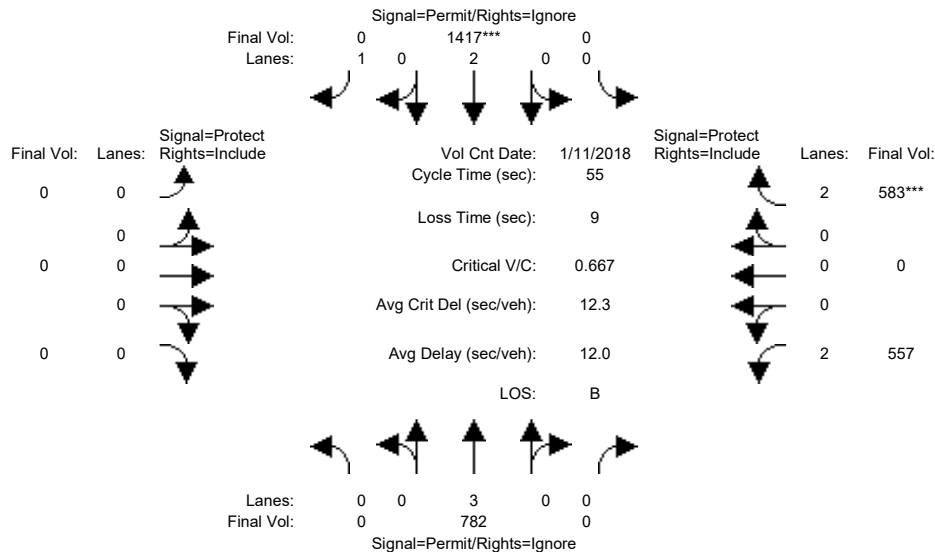 Signal=Permit/Rights=Ignore
Final Vol: 0 1417*** 0
Lanes: 1 0 2 0 0
Signal=Protect Signal=Protect
Final Vol: Lanes: Rights=Include Vol Cnt Date: 1/11/2018 Rights=Include Lanes: Final Vol:
Cycle Time (sec): 55
0 0 2 583***
Loss Time (sec): 9
0 0
0 0 Critical V/C: 0.667 0 0
0 Avg Crit Del (sec/veh): 12.3 0
0 0 Avg Delay (sec/veh): 12.0 2 557
LOS: B
Lanes: 0 0 3 0 0
Final Vol: 0 782 0
Signal=Permit/Rights=Ignore